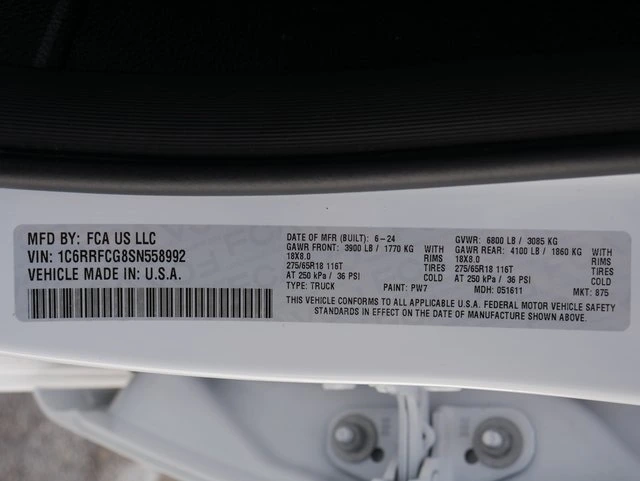 MFD BY: FCA US LLC
VIN: 1C6RRFCG8SN558992
VEHICLE MADE IN U.S.A.
DATE OF MFR (BUILT): 6-24 GVWR: 6800 LB / 3085 KG
GAWR FRONT: 3900 LB / 1770 KG WITH GAWR REAR: 4100 LB / 1860 KG WITH
18X8.0 RIMS 18X8.0 RIMS
275/65R18 116T TIRES 275/65R18 116T TIRES
AT 250 kPa / 36 PSI COLD AT 250 kPa / 36 PSI COLD
TYPE: TRUCK PAINT: PW7 MDH: 051611 MKT: 875
THIS VEHICLE CONFORMS TO ALL APPLICABLE U.S.A. FEDERAL MOTOR VEHICLE SAFETY
STANDARDS IN EFFECT ON THE DATE OF MANUFACTURE SHOWN ABOVE.